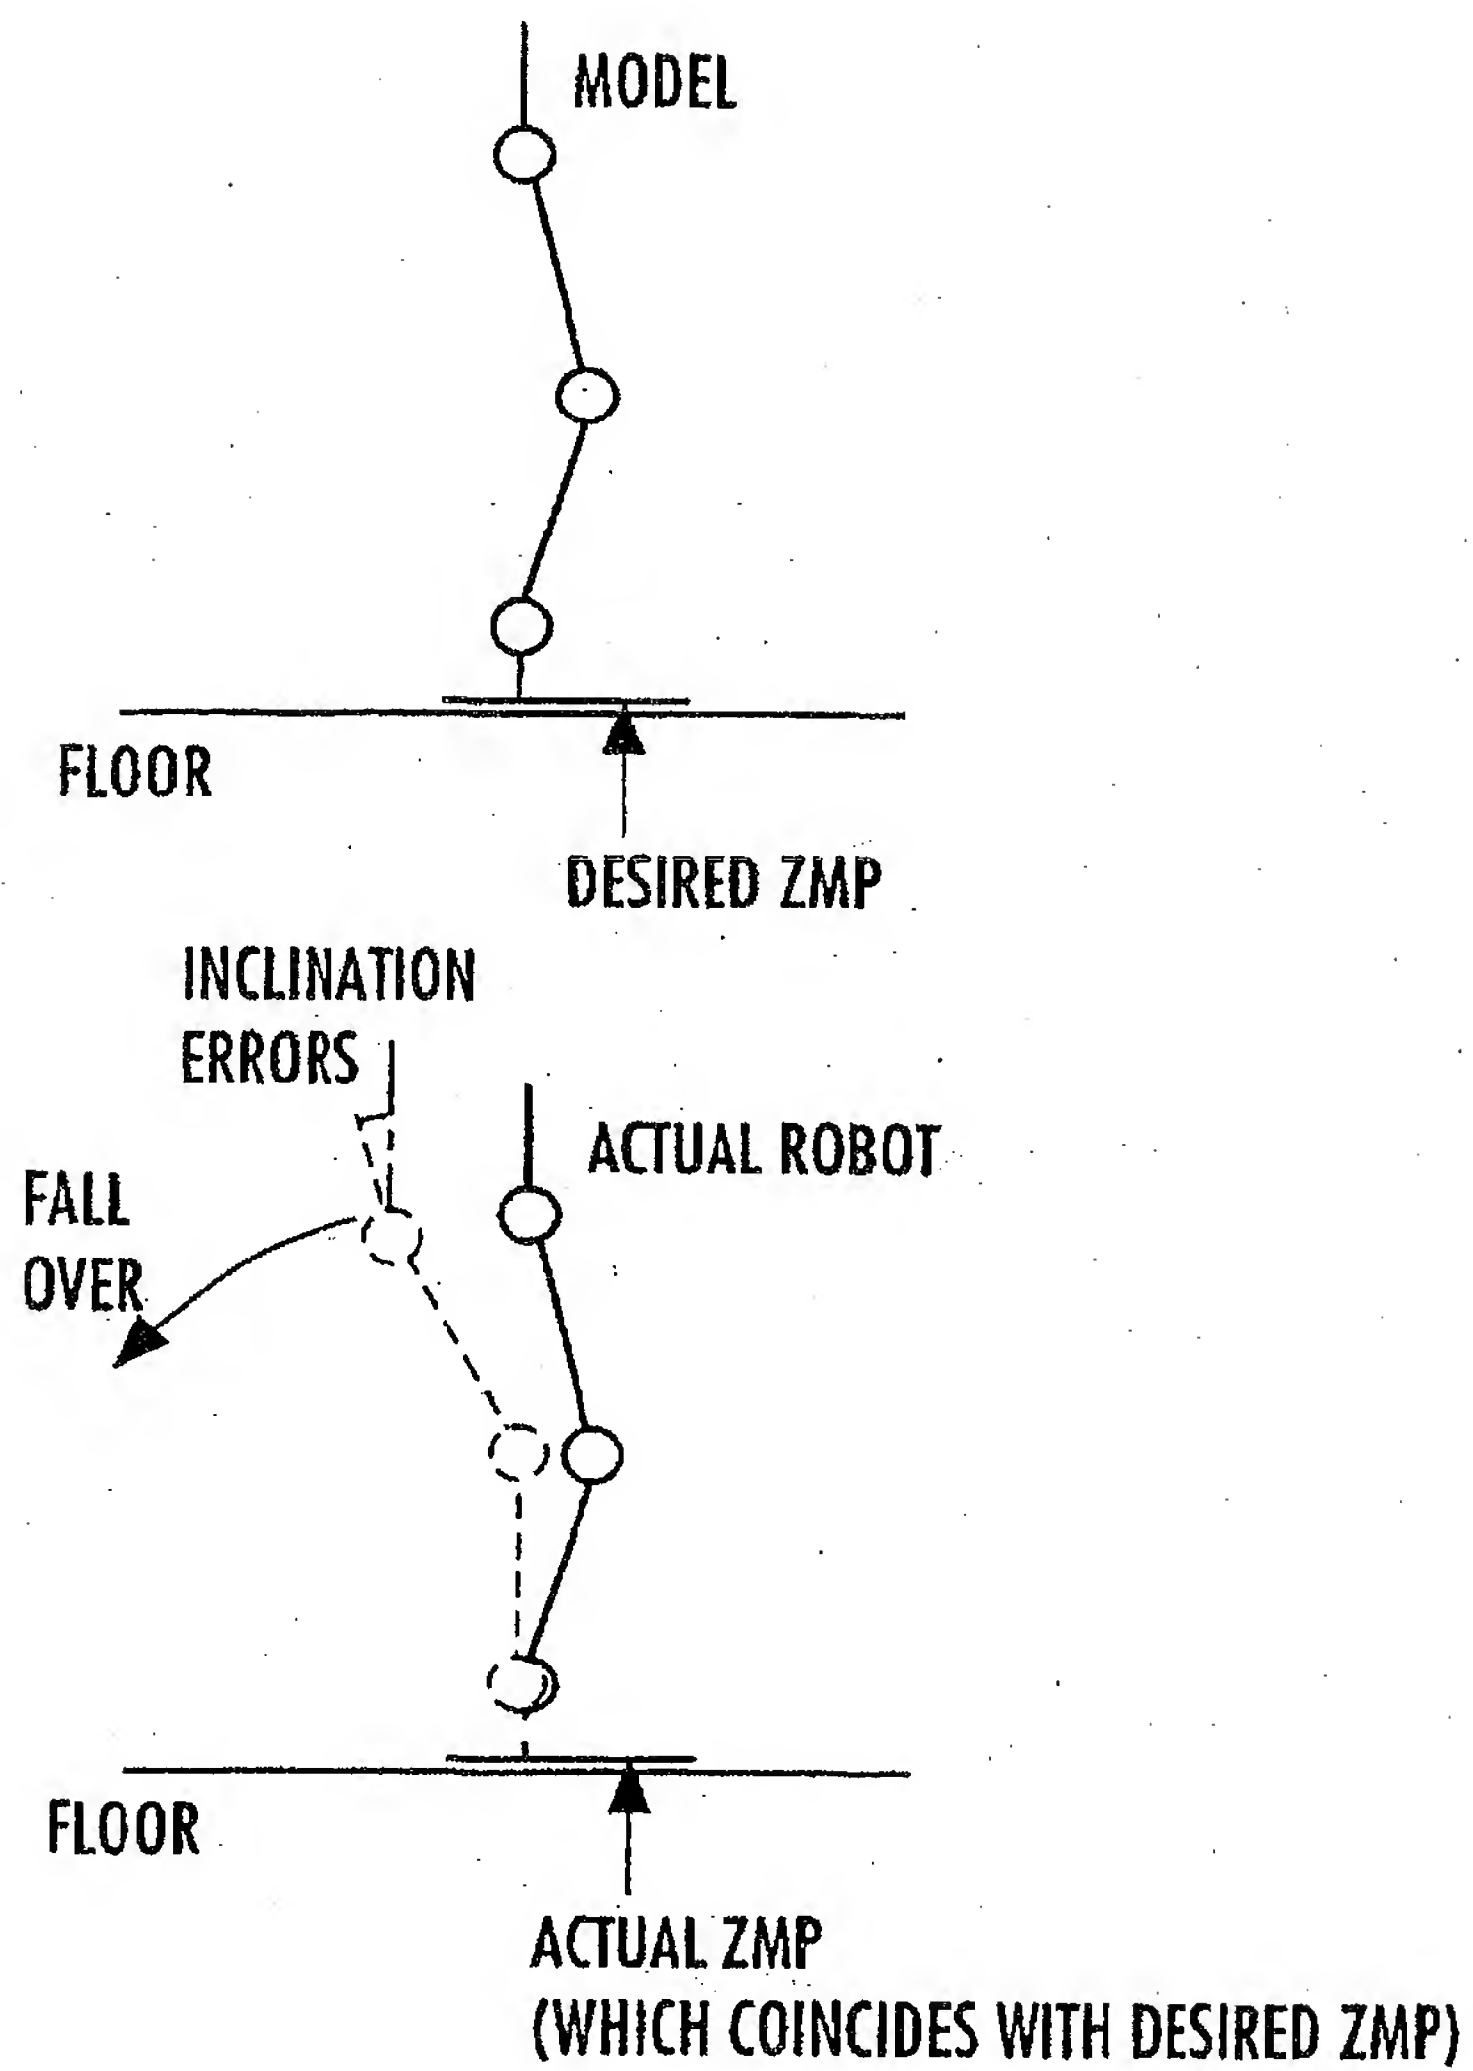 MODEL
FLOOR
DESIRED ZMP
INCLINATION
ERRORS
ACTUAL ROBOT
FALL
OVER
FLOOR
ACTUAL ZMP
(WHICH COINCIDES WITH DESIRED ZMP)